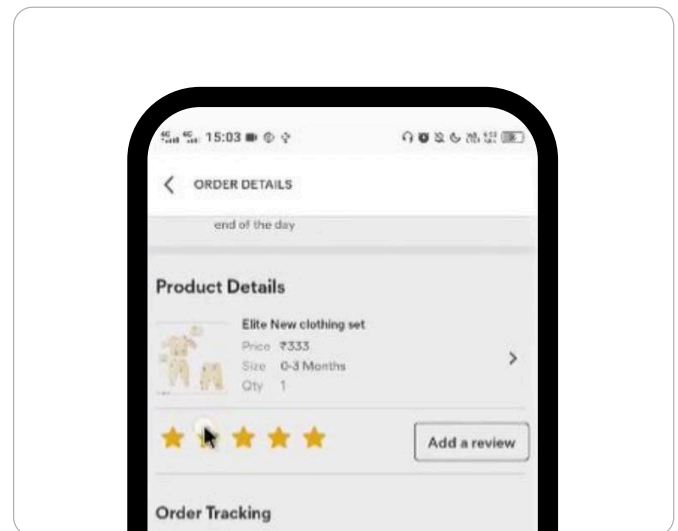 15:03
ORDER DETAILS
end of the day
Product Details
Elite New clothing set
Price ₹333
Size 0-3 Months
Qty 1
Add a review
Order Tracking